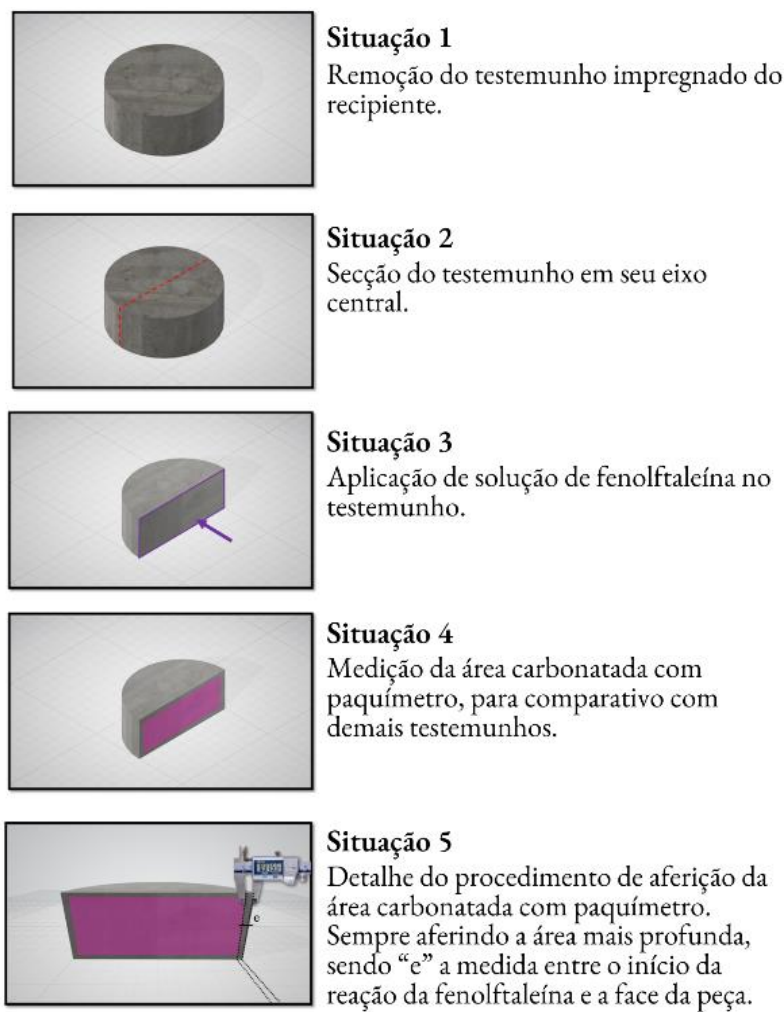 Situação 1
Remoção do testemunho impregnado do
recipiente.
Situação 2
Secção do testemunho em seu eixo
central.
Situação 3
Aplicação de solução de fenolftaleína no
testemunho.
Situação 4
Medição da área carbonatada com
paquímetro, para comparativo com
demais testemunhos.
e
Situação 5
Detalhe do procedimento de aferição da
área carbonatada com paquímetro.
Sempre aferindo a área mais profunda,
sendo “e” a medida entre o início da
reação da fenolftaleína e a face da peça.